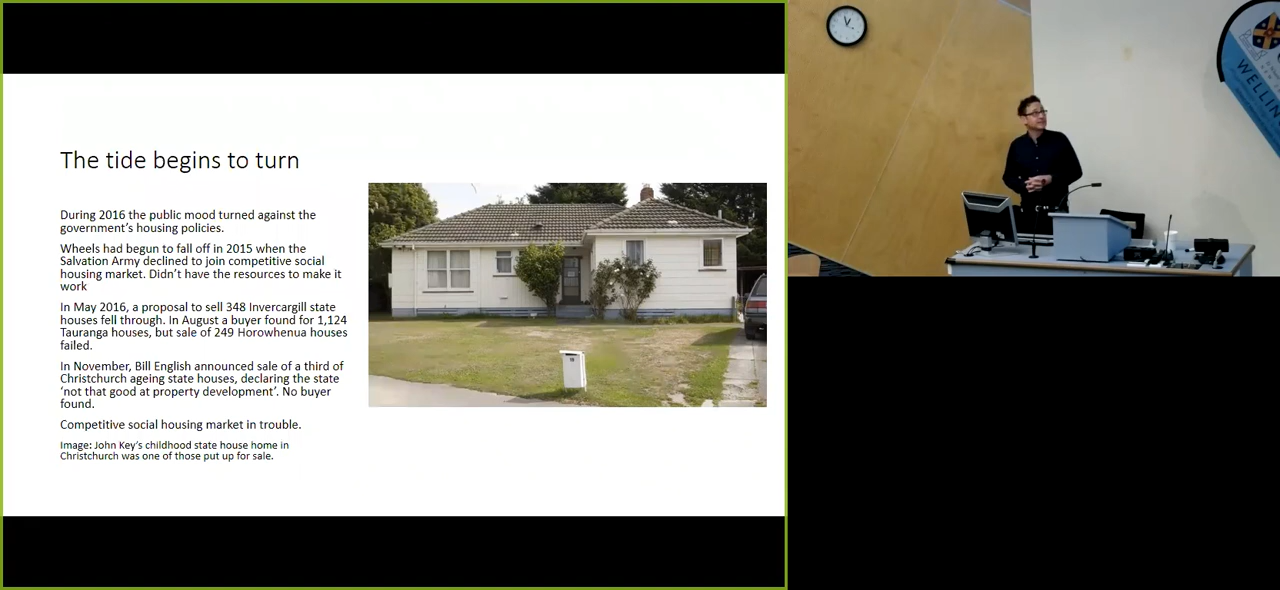 The tide begins to turn
During 2016 the public mood turned against the
government's housing policies.
Wheels had begun to fall off in 2015 when the
Salvation Army declined to join competitive social
housing market. Didn't have the resources to make it
work
In May 2016, a proposal to sell 348 Invercargill state
houses fell through. In August a buyer found for 1,124
Tauranga houses, but sale of 249 Horowhenua houses
failed.
In November, Bill English announced sale of a third of
Christchurch ageing state houses, declaring the state
'not that good at property development'. No buyer
found.
Competitive social housing market in trouble.
Image: John Key's childhood state house home in
Christchurch was one of those put up for sale.
WELLIN